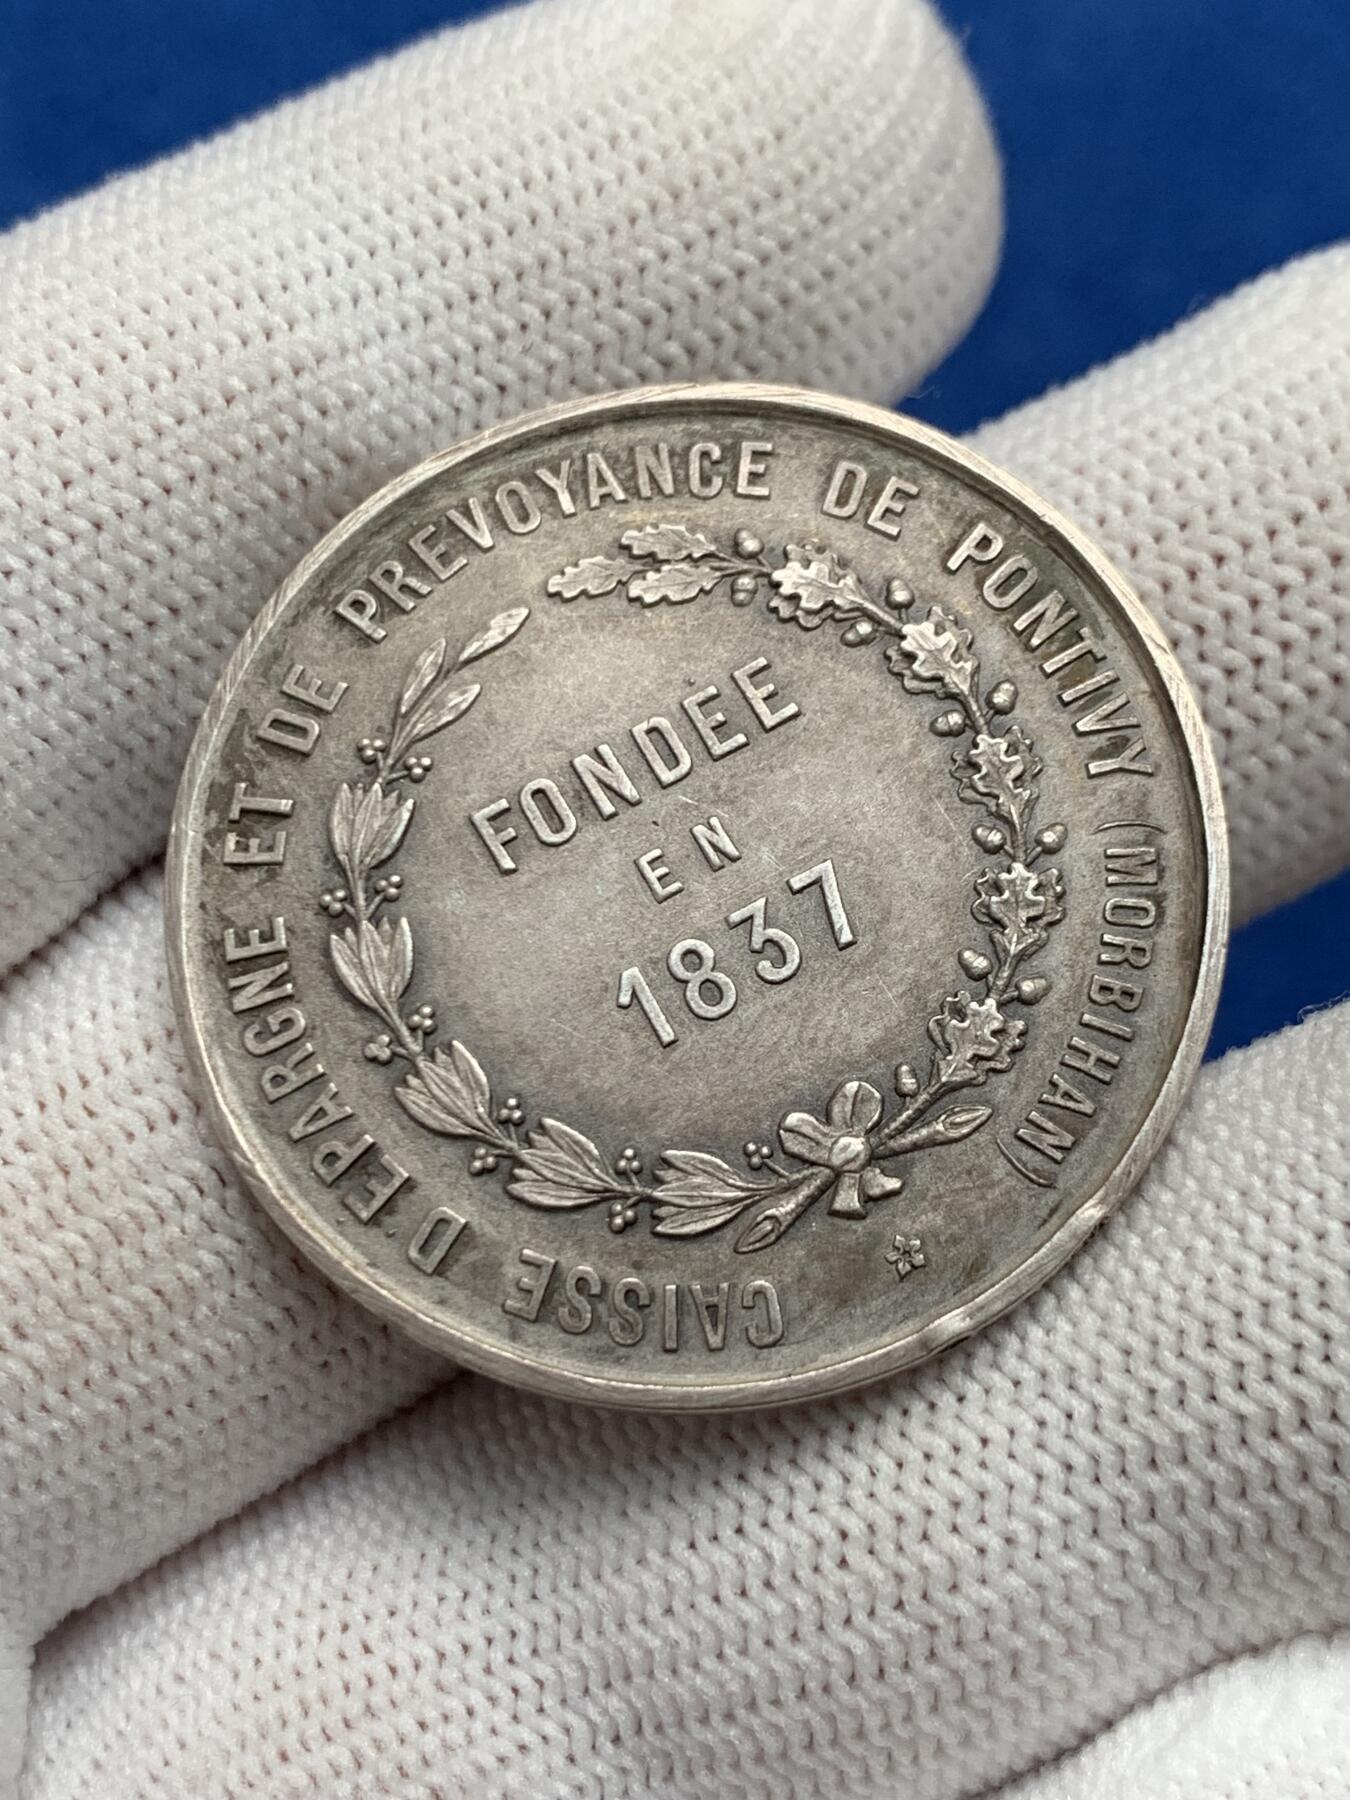 CAISSE D'EPARGNE ET DE PREVOYANCE DE PONTIVY (MORBIHAN)
FONDEE
EN
1837